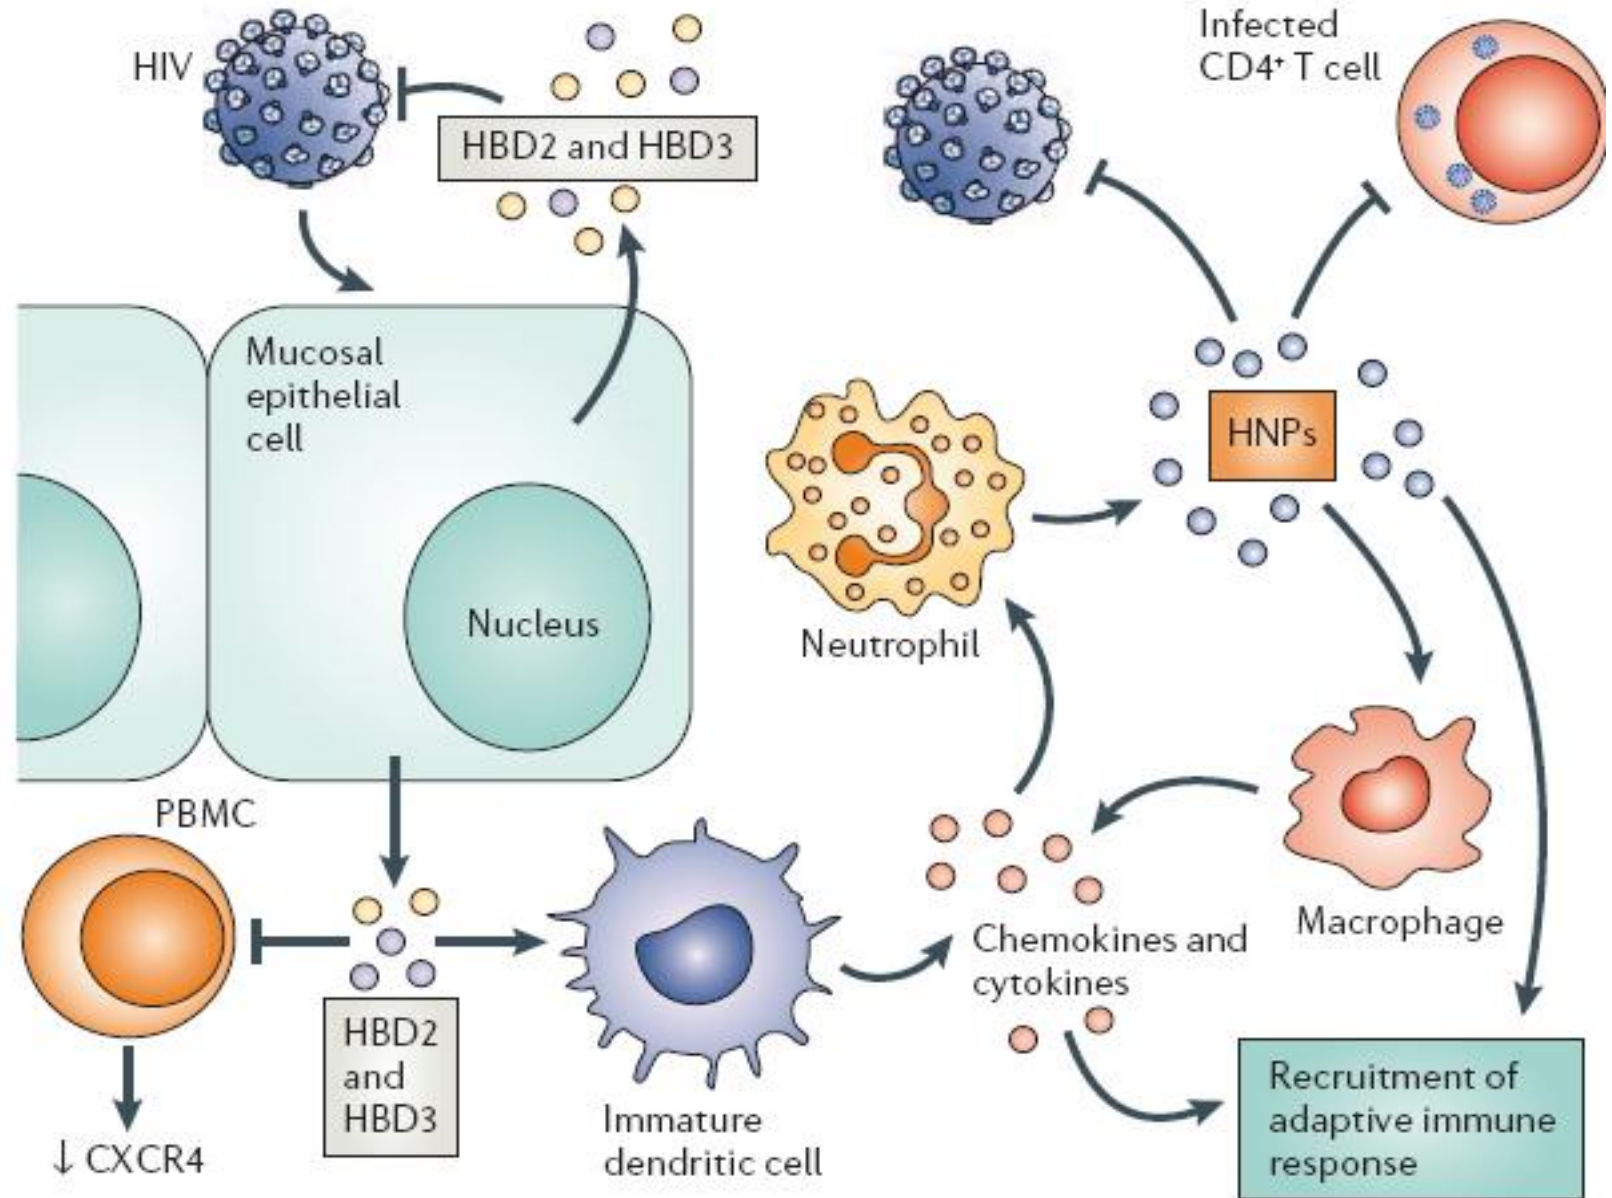 HIV
HBD2 and HBD3
Infected
CD4⁺ T cell
Mucosal
epithelial
cell
Nucleus
HNPs
Neutrophil
PBMC
Macrophage
Chemokines and
cytokines
HBD2
and
HBD3
↓ CXCR4
Immature
dendritic cell
Recruitment of
adaptive immune
response